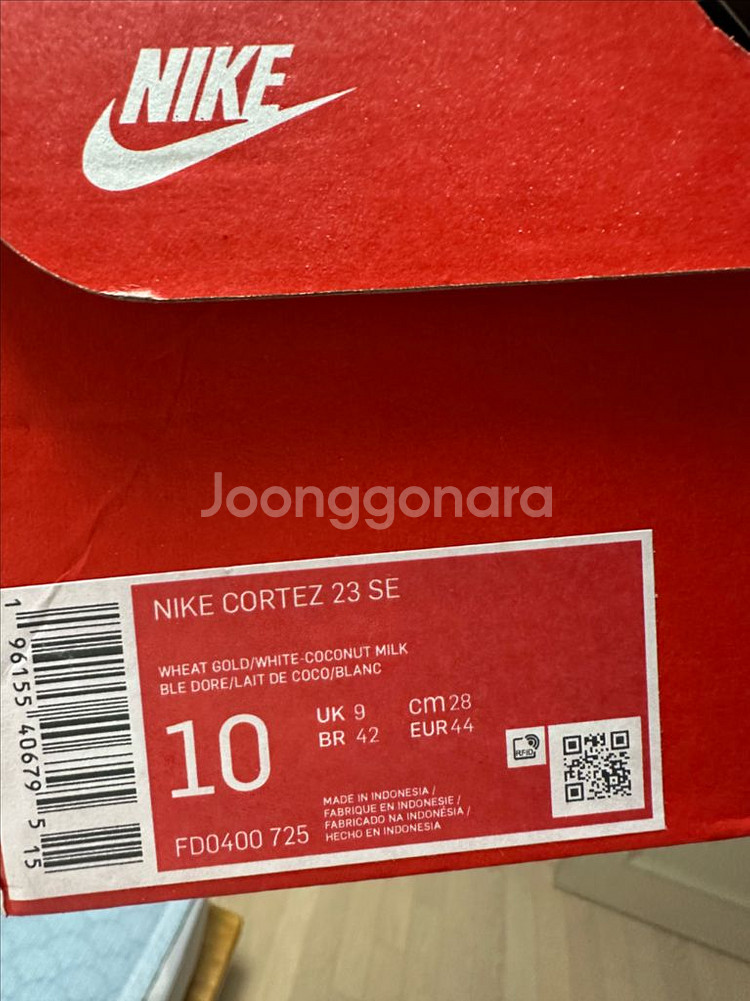 NIKE
Joonggonara
NIKE CORTEZ 23 SE
WHEAT GOLD/WHITE-COCONUT MILK
BLE DORE/LAIT DE COCO/BLANC
10
UK 9
BR 42
cm 28
EUR 44
RFID
MADE IN INDONESIA /
FABRIQUE EN INDONESIE /
FABRICADO NA INDONÉSIA /
HECHO EN INDONESIA
FD0400 725
1 96155 40679 5 15